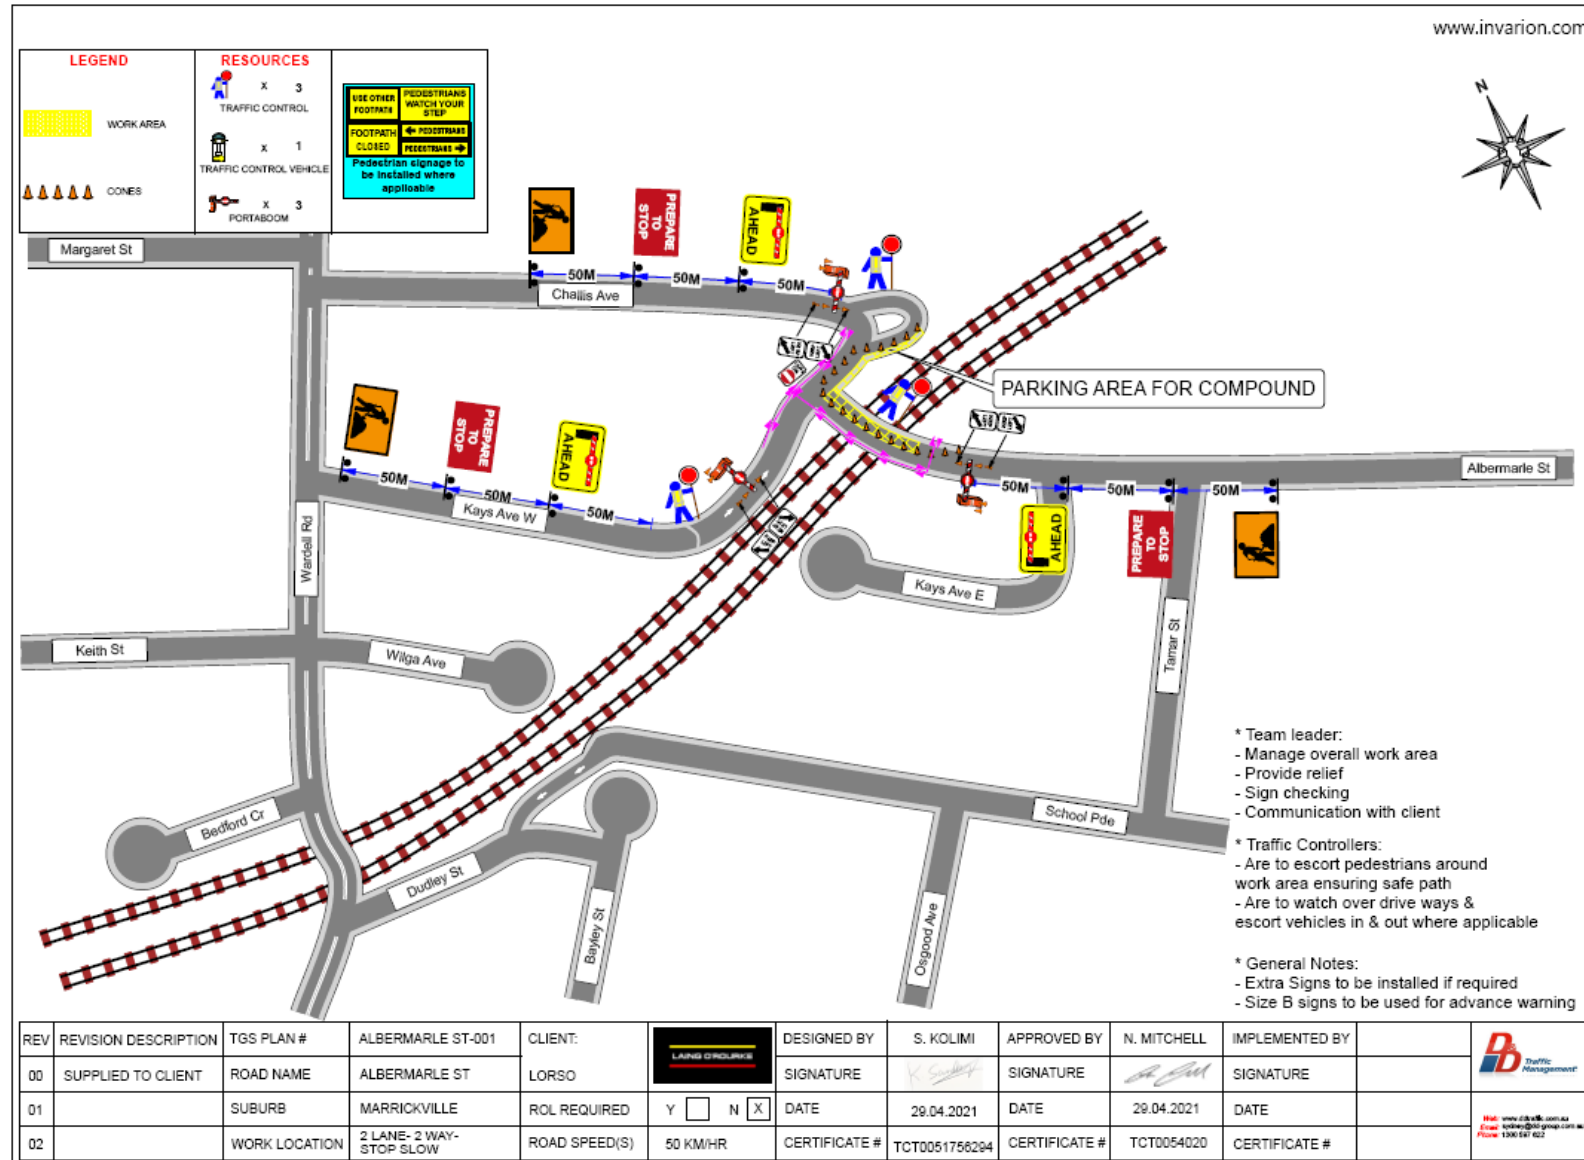 www.invarion.com
LEGEND
WORK AREA
CONES
RESOURCES
x 3
TRAFFIC CONTROL
x 1
TRAFFIC CONTROL VEHICLE
x 3
PORTABOOM
USE OTHER
FOOTPATH
PEDESTRIANS
WATCH YOUR
STEP
FOOTPATH
CLOSED
PEDESTRIANS
PEDESTRIANS
Pedestrian signage to
be installed where
applicable
N
Margaret St
PREPARE
TO
STOP
AHEAD
50M
50M
50M
Challis Ave
PARKING AREA FOR COMPOUND
PREPARE
TO
STOP
AHEAD
50M
50M
50M
Kays Ave W
Wardell Rd
Albermarle St
50M
50M
50M
AHEAD
PREPARE
TO
STOP
Kays Ave E
Tamar St
Keith St
Wilga Ave
Bedford Cr
Dudley St
Bayley St
School Pde
Osgood Ave
* Team leader:
- Manage overall work area
- Provide relief
- Sign checking
- Communication with client
* Traffic Controllers:
- Are to escort pedestrians around
work area ensuring safe path
- Are to watch over drive ways &
escort vehicles in & out where applicable
* General Notes:
- Extra Signs to be installed if required
- Size B signs to be used for advance warning
REV REVISION DESCRIPTION TGS PLAN # ALBERMARLE ST-001 CLIENT: LAING O'ROURKE DESIGNED BY S. KOLIMI APPROVED BY N. MITCHELL IMPLEMENTED BY
00 SUPPLIED TO CLIENT ROAD NAME ALBERMARLE ST LORSO SIGNATURE SIGNATURE SIGNATURE
01 SUBURB MARRICKVILLE ROL REQUIRED Y N X DATE 29.04.2021 DATE 29.04.2021 DATE
02 WORK LOCATION 2 LANE- 2 WAY- STOP SLOW ROAD SPEED(S) 50 KM/HR CERTIFICATE # TCT0051756294 CERTIFICATE # TCT0054020 CERTIFICATE #
D&D
Traffic
Management